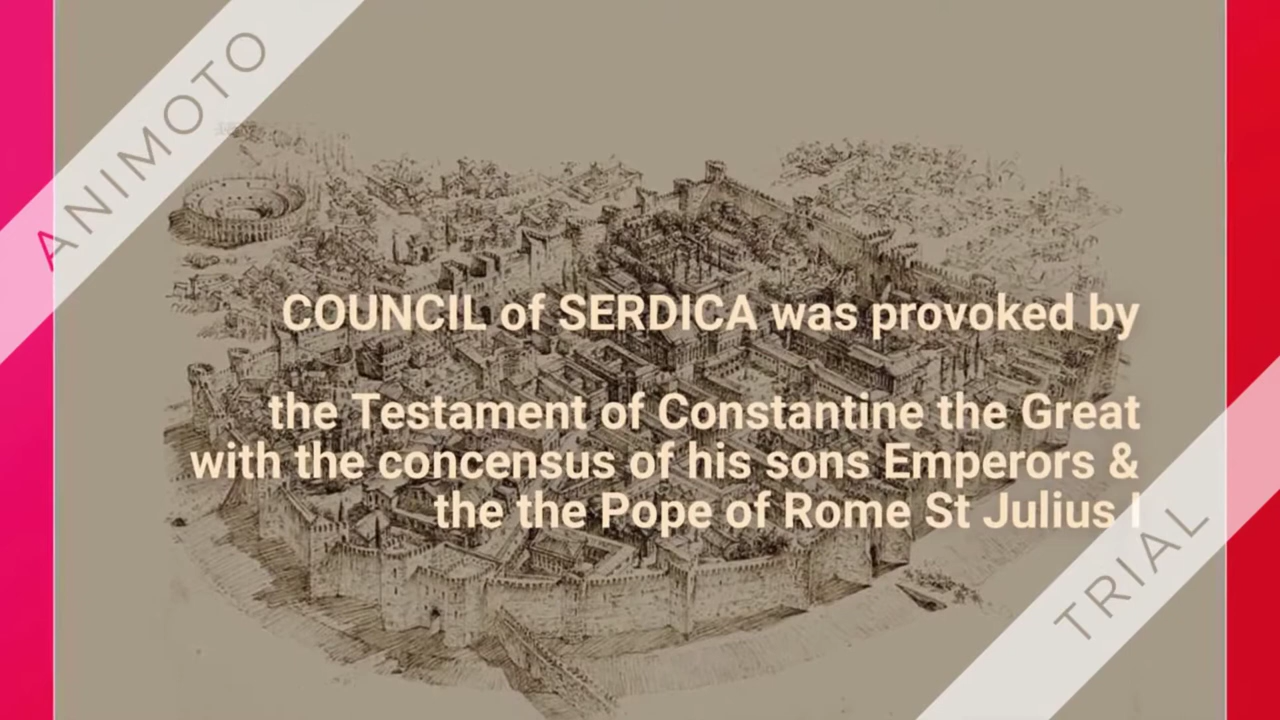 ANIMOTO
COUNCIL of SERDICA was provoked by
the Testament of Constantine the Great
with the concensus of his sons Emperors &
the the Pope of Rome St Julius I
TRIAL